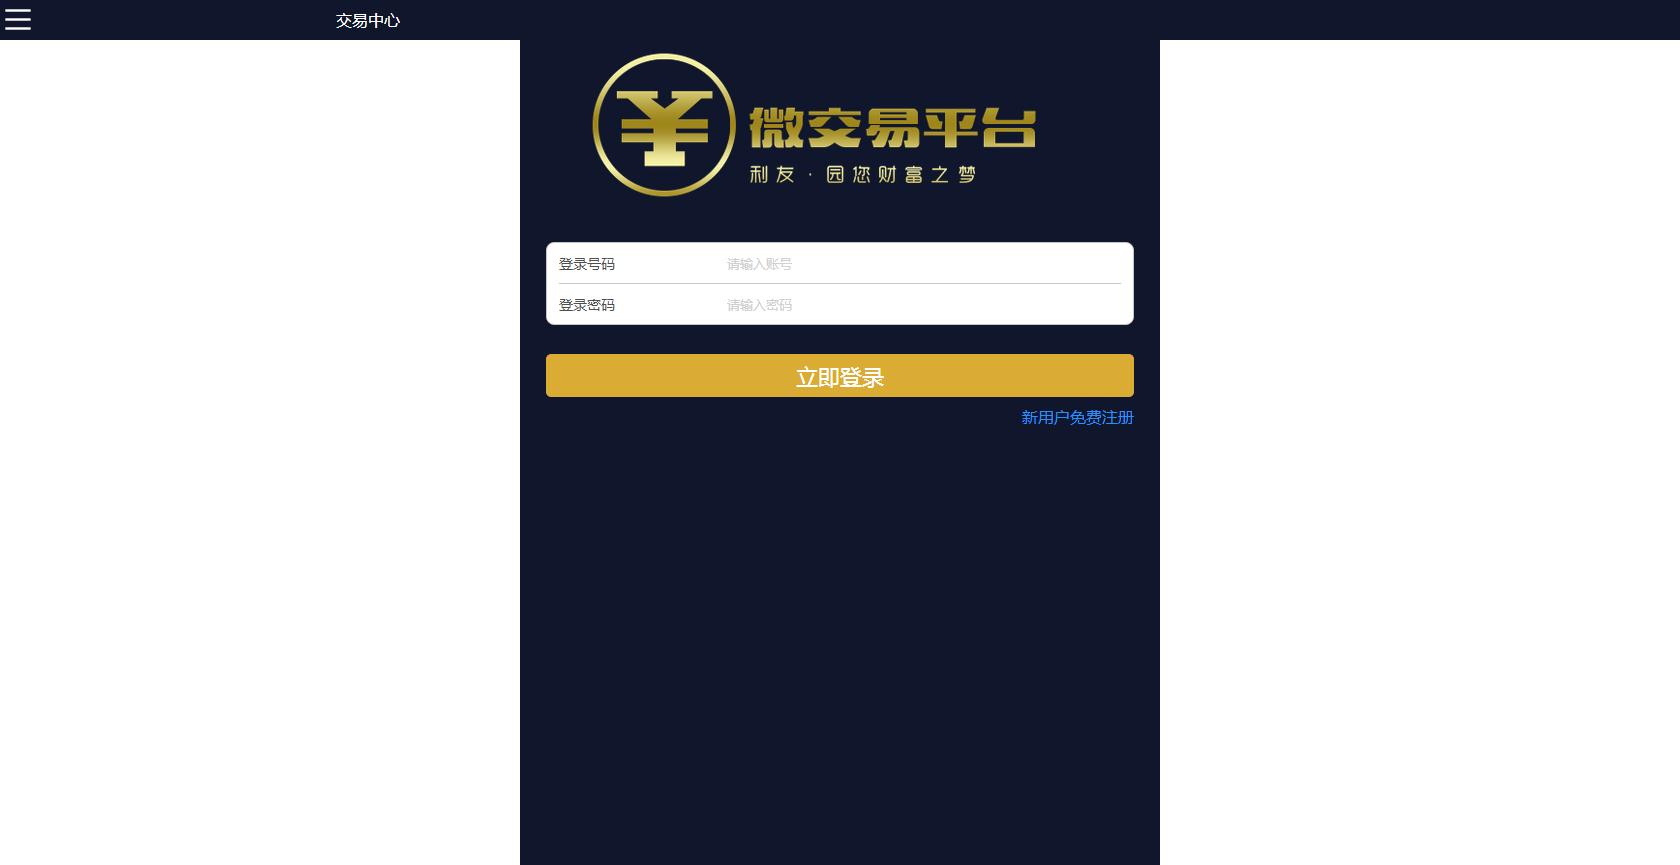 交易中心
微交易平台
利友·园您财富之梦
登录号码 请输入账号
登录密码 请输入密码
立即登录
新用户免费注册